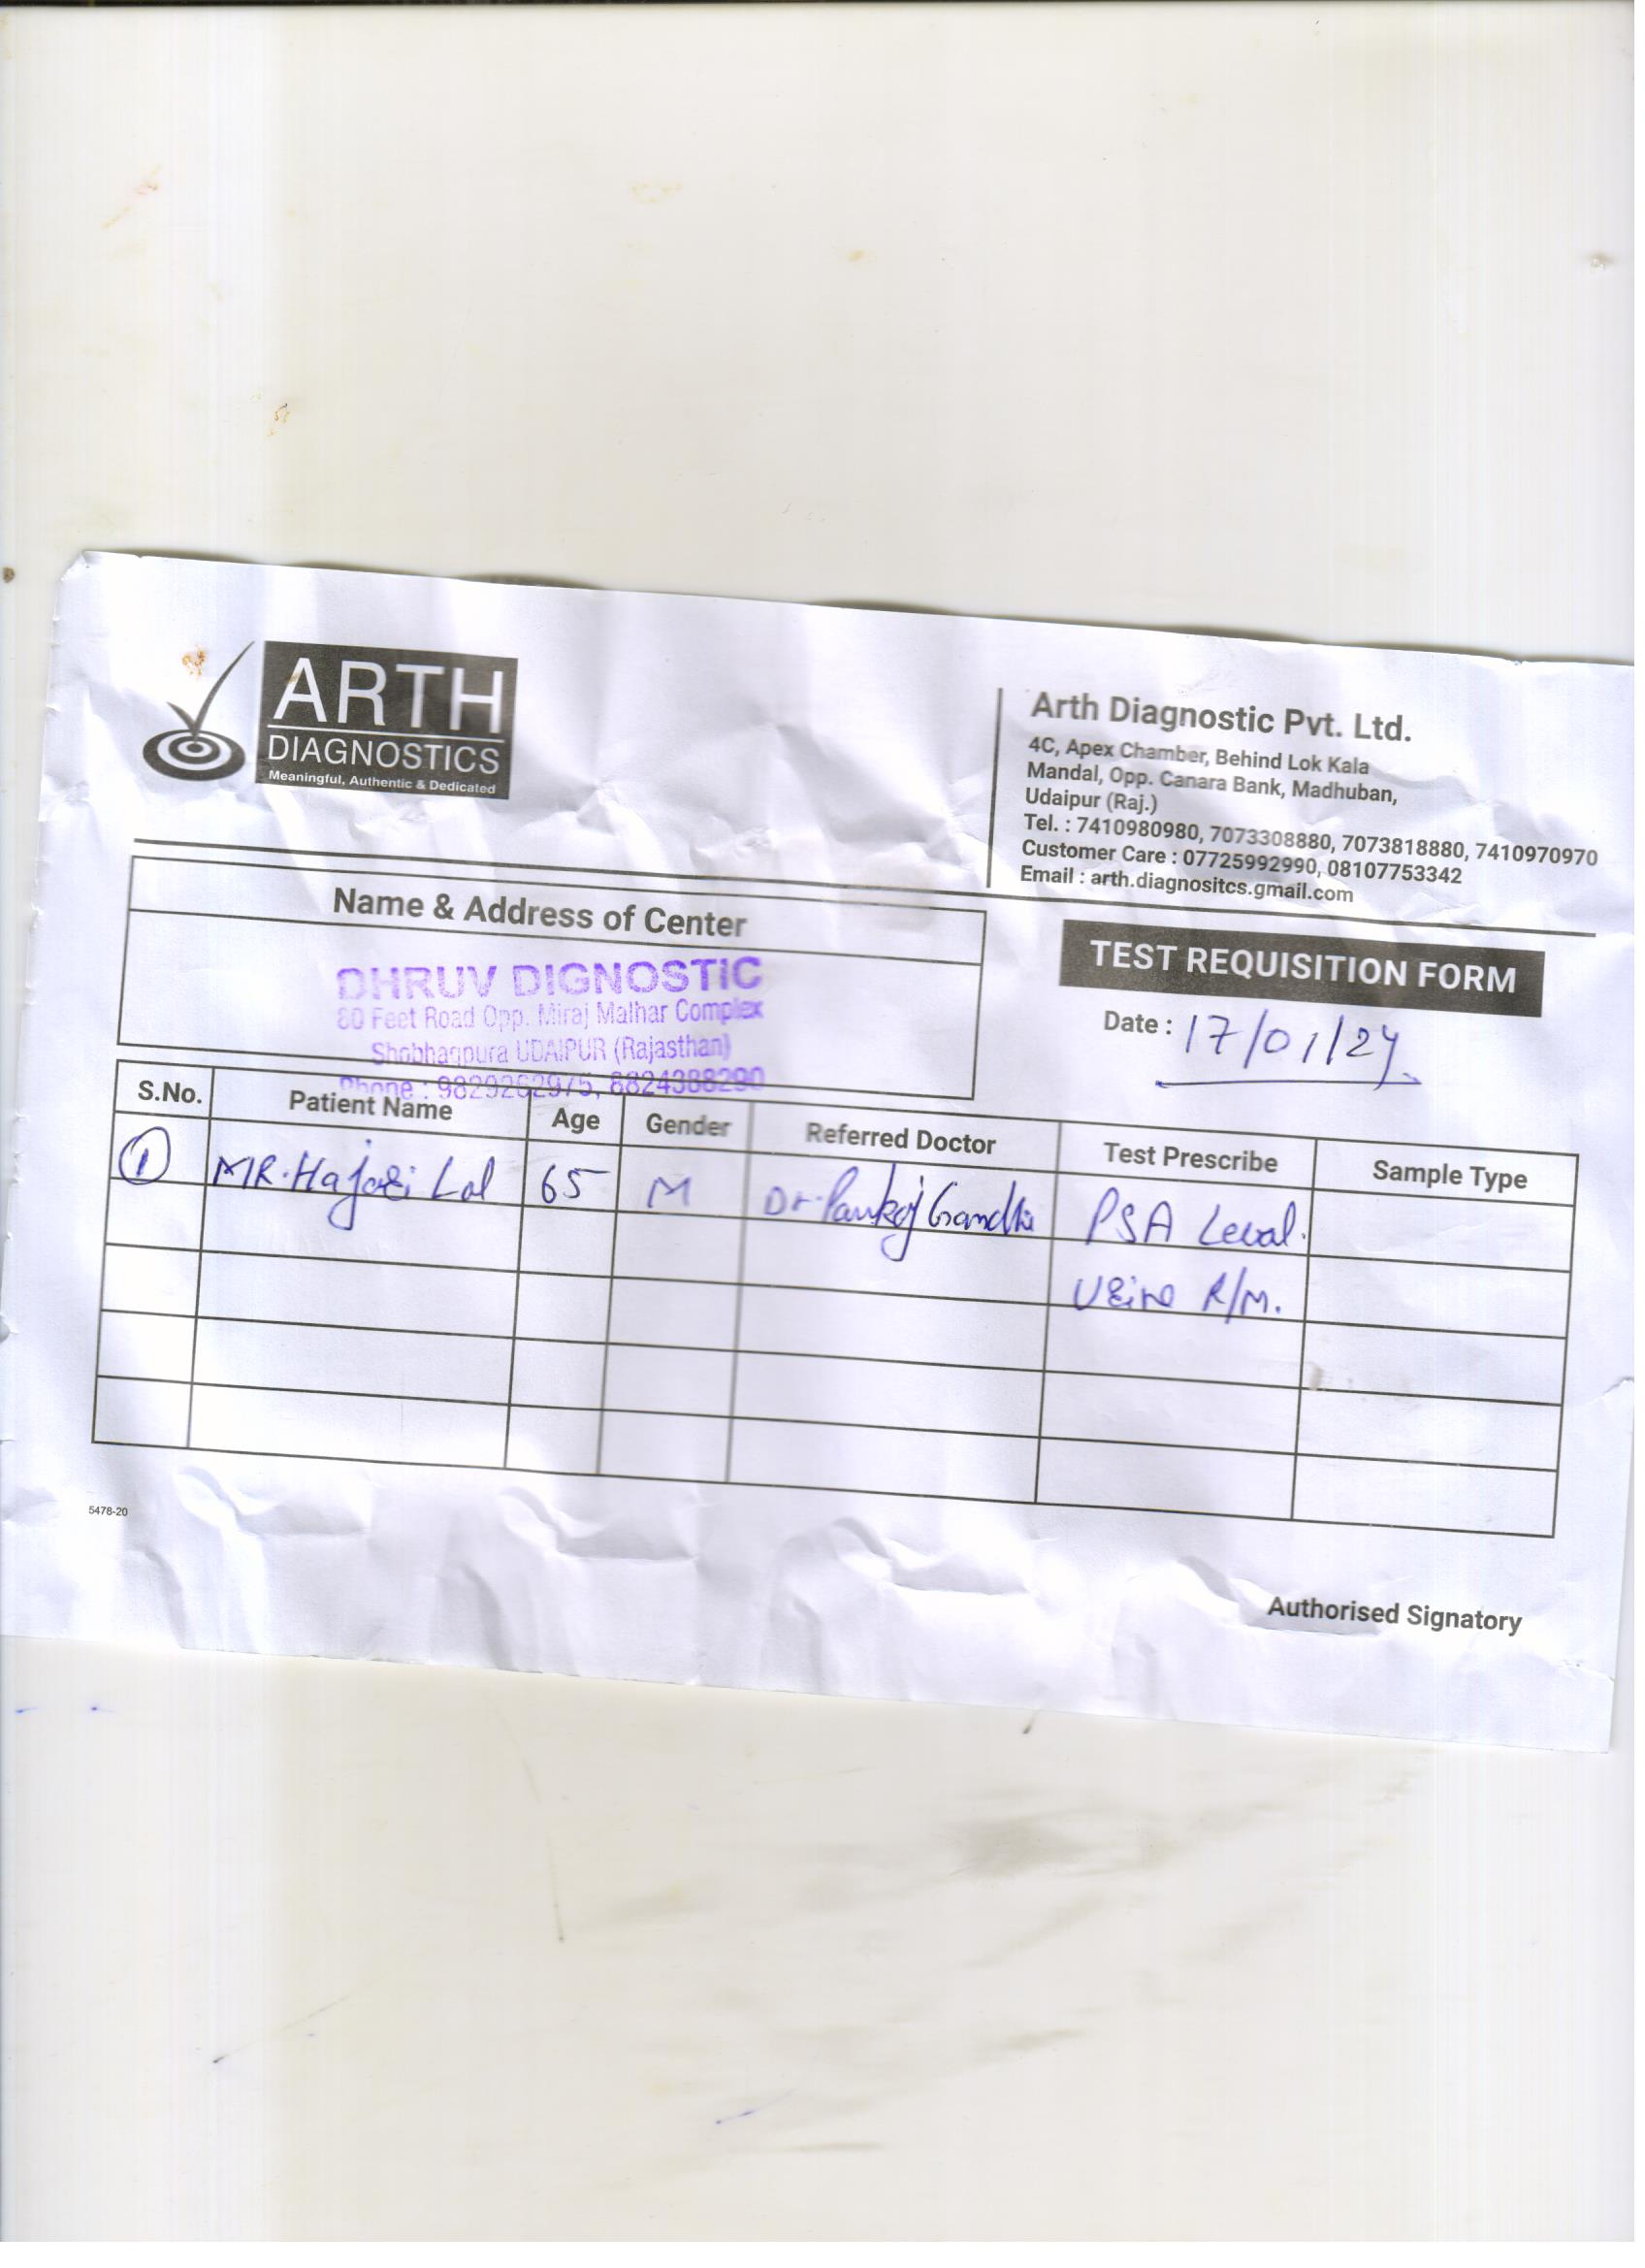 ARTH
DIAGNOSTICS
Meaningful, Authentic & Dedicated
Arth Diagnostic Pvt. Ltd.
4C, Apex Chamber, Behind Lok Kala
Mandal, Opp. Canara Bank, Madhuban,
Udaipur (Raj.)
Tel. : 7410980980, 7073308880, 7073818880, 7410970970
Customer Care : 07725992990, 08107753342
Email : arth.diagnositcs.gmail.com
Name & Address of Center
DHRUV DIGNOSTIC
80 Feet Road Opp. Miraj Malhar Complex
Shobhagpura UDAIPUR (Rajasthan)
Phone : 9829262975, 8824388290
TEST REQUISITION FORM
Date : 17/01/24
S.No. Patient Name Age Gender Referred Doctor Test Prescribe Sample Type
1 MR. Hajari Lal 65 M Dr. Pankaj Gandhi PSA Leval.
Urine R/M.
5478-20
Authorised Signatory